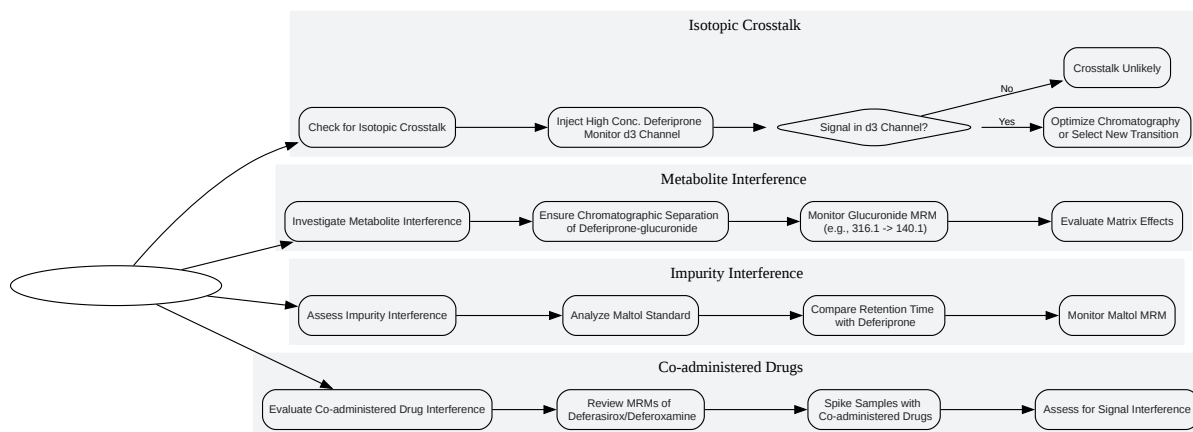 Isotopic Crosstalk
Check for Isotopic Crosstalk
Inject High Conc. Deferiprone
Monitor d3 Channel
Signal in d3 Channel?
No
Crosstalk Unlikely
Yes
Optimize Chromatography
or Select New Transition
Metabolite Interference
Investigate Metabolite Interference
Ensure Chromatographic Separation
of Deferiprone-glucuronide
Monitor Glucuronide MRM
(e.g., 316.1 -> 140.1)
Evaluate Matrix Effects
Impurity Interference
Assess Impurity Interference
Analyze Maltol Standard
Compare Retention Time
with Deferiprone
Monitor Maltol MRM
Co-administered Drugs
Evaluate Co-administered Drug Interference
Review MRMs of
Deferasirox/Deferoxamine
Spike Samples with
Co-administered Drugs
Assess for Signal Interference